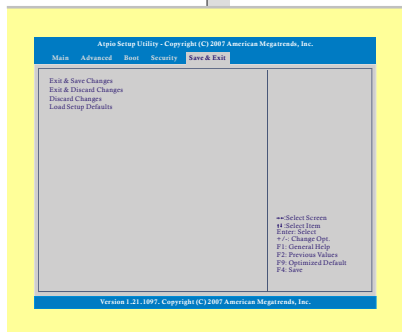 Atpio Setup Utility - Copyright (C) 2007 American Megatrends, Inc.
Main Advanced Boot Security Save & Exit
Exit & Save Changes
Exit & Discard Changes
Discard Changes
Load Setup Defaults
→←:Select Screen
↑↓ :Select Item
Enter: Select
+/-: Change Opt.
F1: General Help
F2: Previous Values
F9: Optimized Default
F4: Save
Version 1.21.1097. Copyright (C) 2007 American Megatrends, Inc.